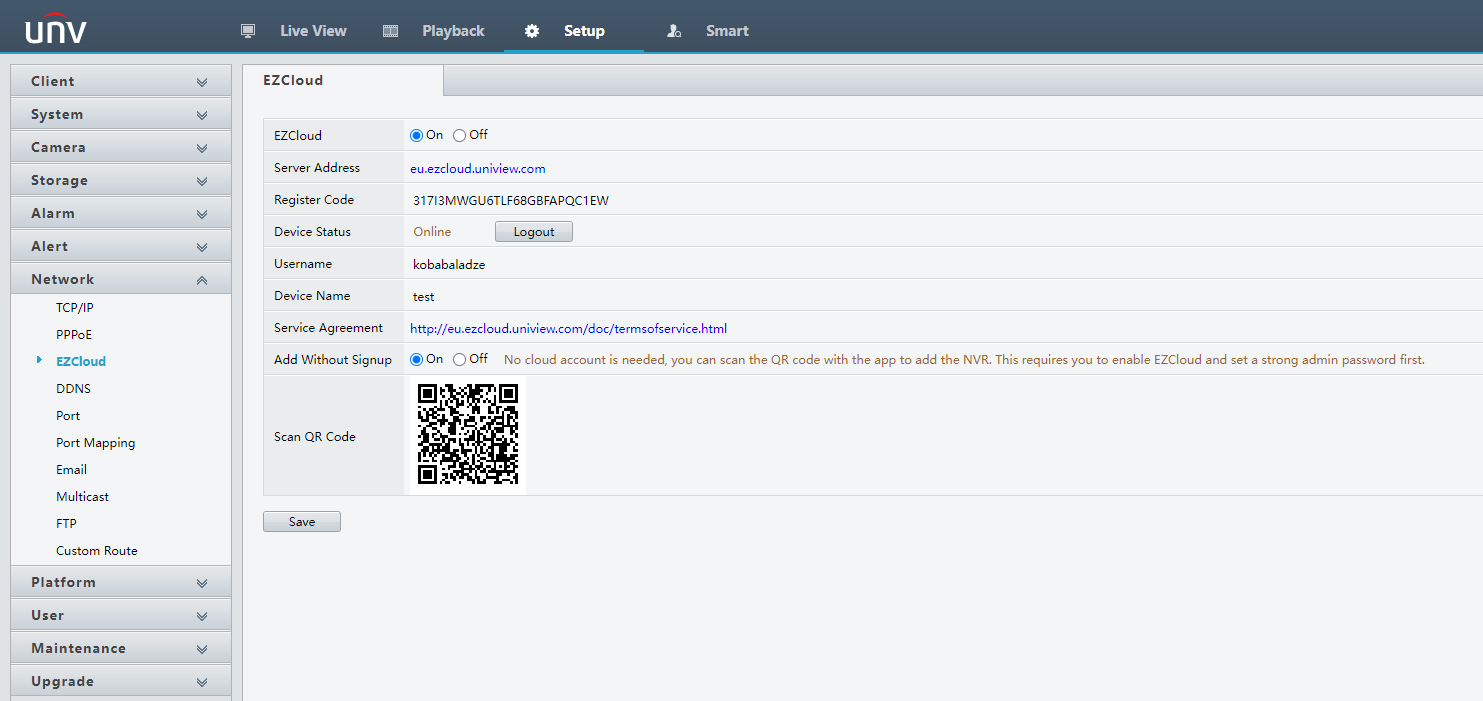 unv
Live View
Playback
Setup
Smart
Client
System
Camera
Storage
Alarm
Alert
Network
TCP/IP
PPPoE
EZCloud
DDNS
Port
Port Mapping
Email
Multicast
FTP
Custom Route
Platform
User
Maintenance
Upgrade
EZCloud
EZCloud On Off
Server Address eu.ezcloud.uniview.com
Register Code 317I3MWGU6TLF68GBFAPQC1EW
Device Status Online Logout
Username kobabaladze
Device Name test
Service Agreement http://eu.ezcloud.uniview.com/doc/termsofservice.html
Add Without Signup On Off No cloud account is needed, you can scan the QR code with the app to add the NVR. This requires you to enable EZCloud and set a strong admin password first.
Scan QR Code
Save